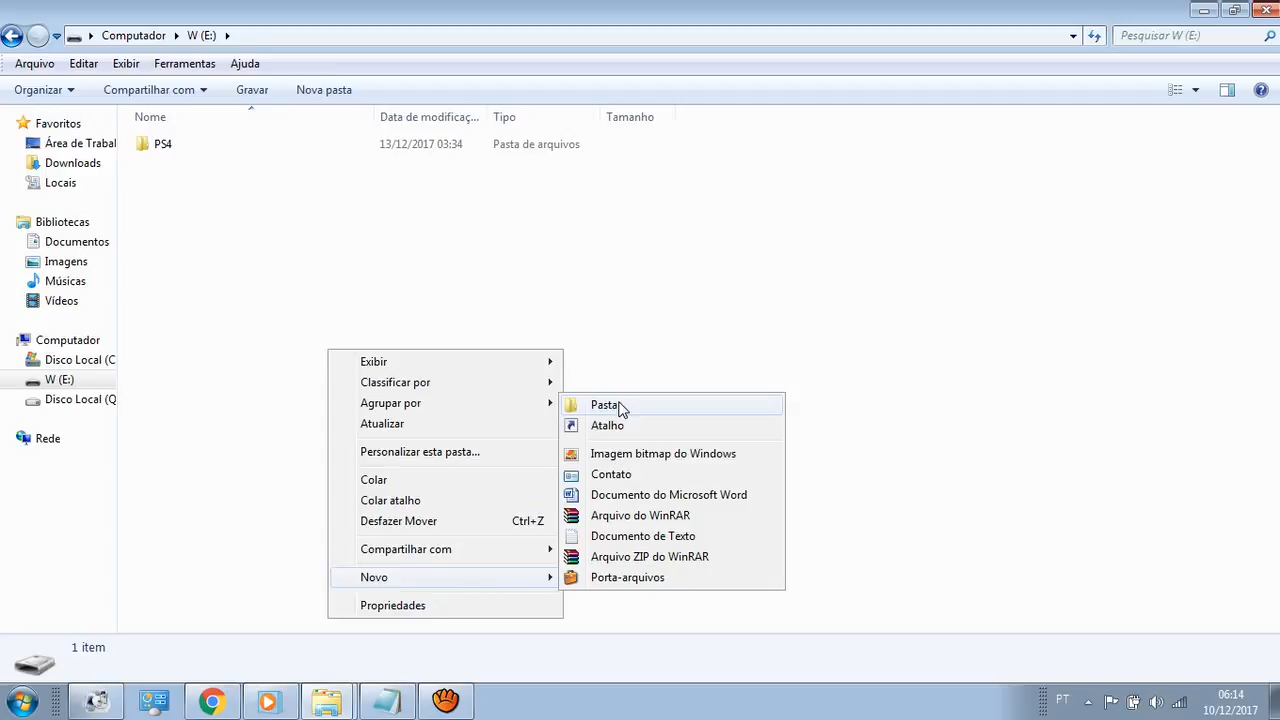 Computador
W (E:)
Pesquisar W (E:)
Arquivo Editar Exibir Ferramentas Ajuda
Organizar Compartilhar com Gravar Nova pasta
Nome Data de modificaç... Tipo Tamanho
PS4 13/12/2017 03:34 Pasta de arquivos
Favoritos
Área de Trabal
Downloads
Locais
Bibliotecas
Documentos
Imagens
Músicas
Vídeos
Computador
Disco Local (C
W (E:)
Disco Local (Q
Rede
Exibir
Classificar por
Agrupar por
Atualizar
Personalizar esta pasta...
Colar
Colar atalho
Desfazer Mover Ctrl+Z
Compartilhar com
Novo
Propriedades
Pasta
Atalho
Imagem bitmap do Windows
Contato
Documento do Microsoft Word
Arquivo do WinRAR
Documento de Texto
Arquivo ZIP do WinRAR
Porta-arquivos
1 item
PT
06:14
10/12/2017